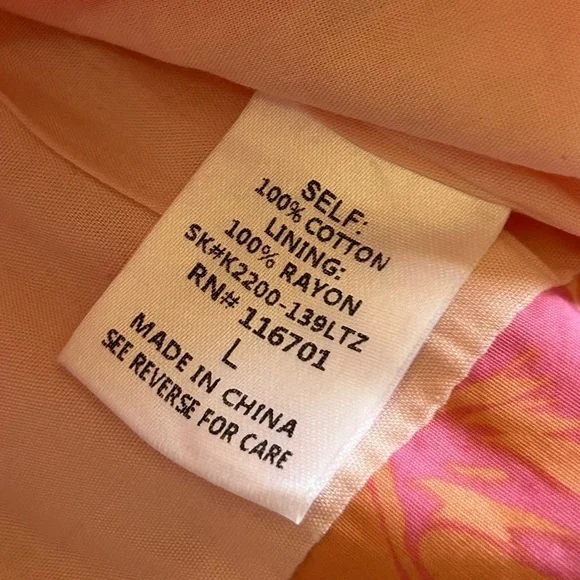 SELF:
100% COTTON
LINING:
100% RAYON
SK#K2200-139LTZ
RN# 116701
L
MADE IN CHINA
SEE REVERSE FOR CARE